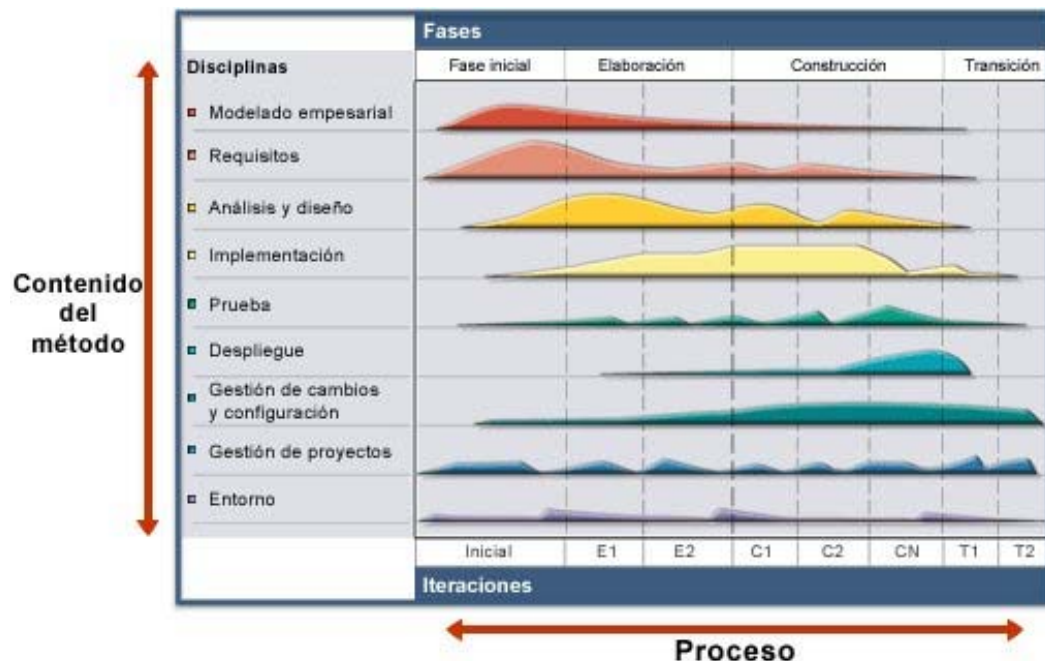 Fases
Disciplinas
Fase inicial
Elaboración
Construcción
Transición
Modelado empesarial
Requisitos
Análisis y diseño
Implementación
Prueba
Despliegue
Gestión de cambios
y configuración
Gestión de proyectos
Entorno
Contenido
del
método
Inicial
E1
E2
C1
C2
CN
T1
T2
Iteraciones
Proceso